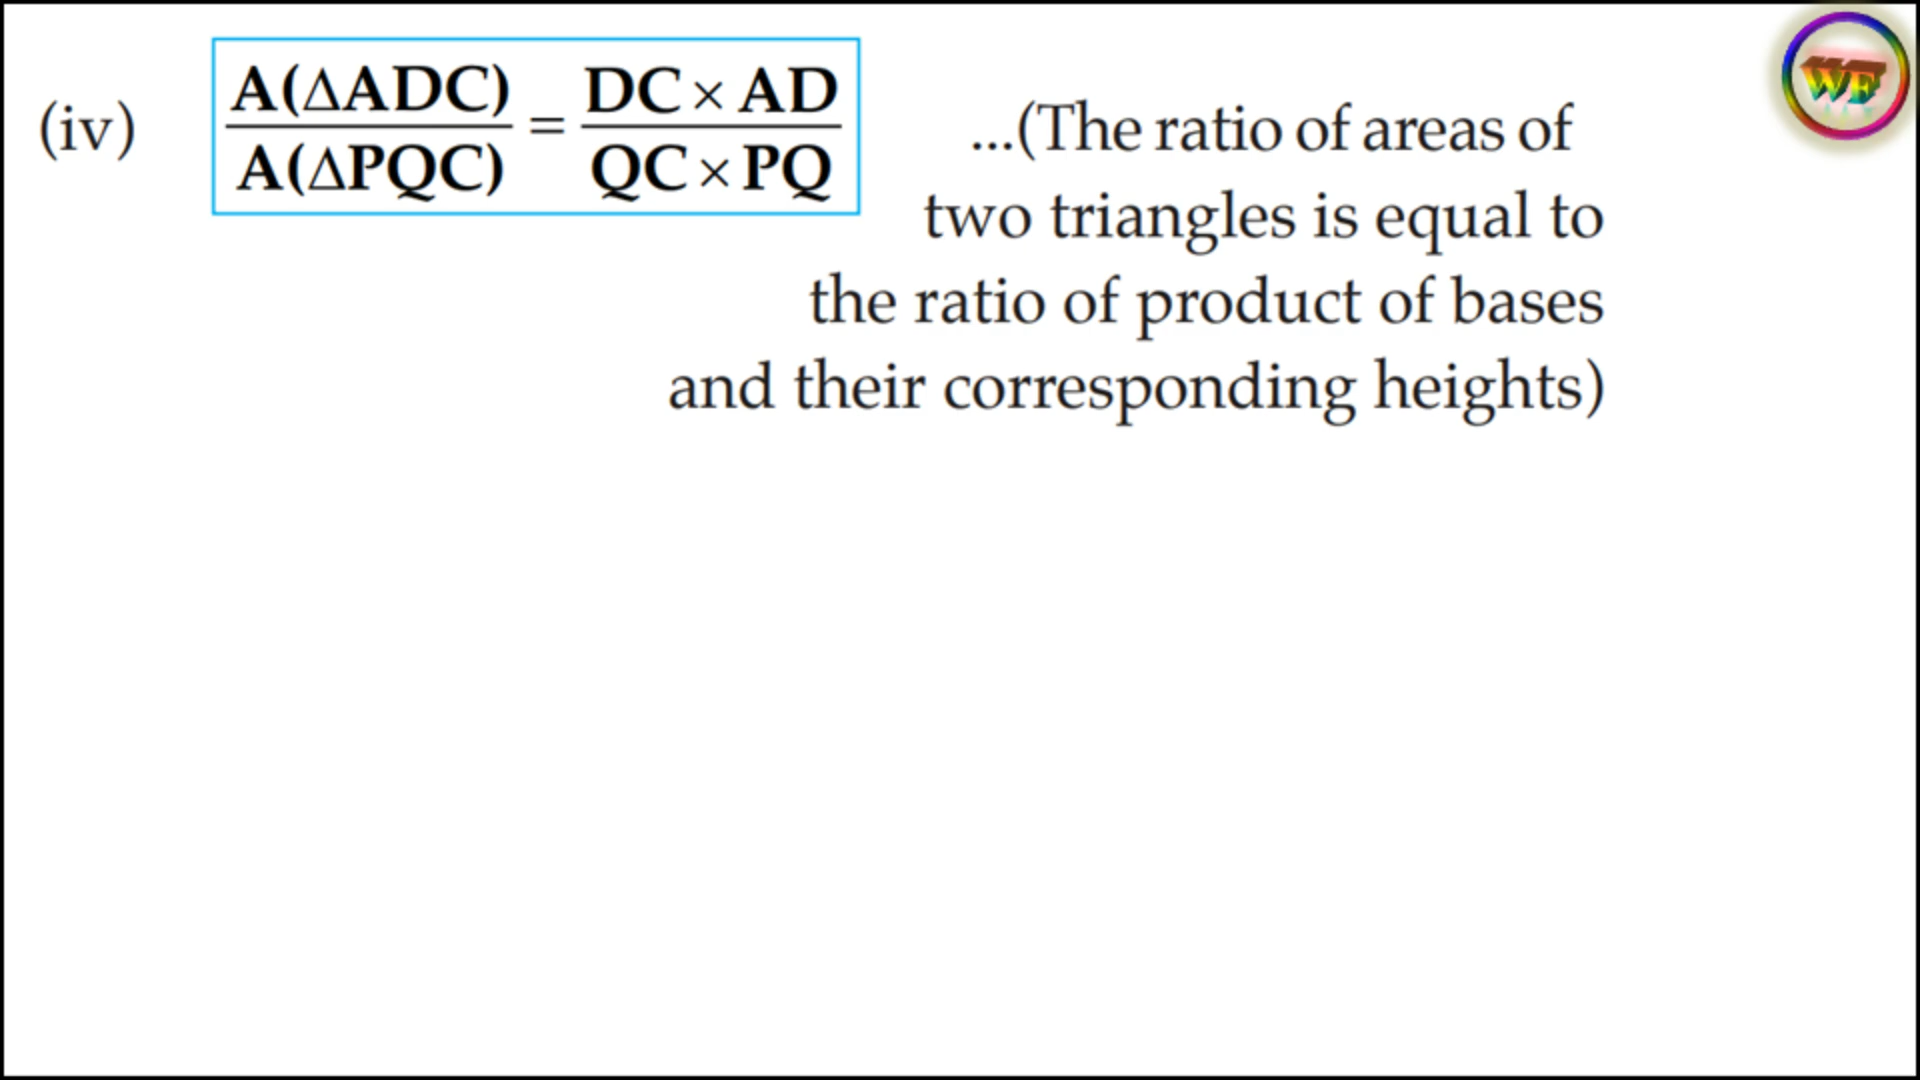 (iv) A(ΔADC) / A(ΔPQC) = DC × AD / QC × PQ ...(The ratio of areas of
two triangles is equal to
the ratio of product of bases
and their corresponding heights)
WE